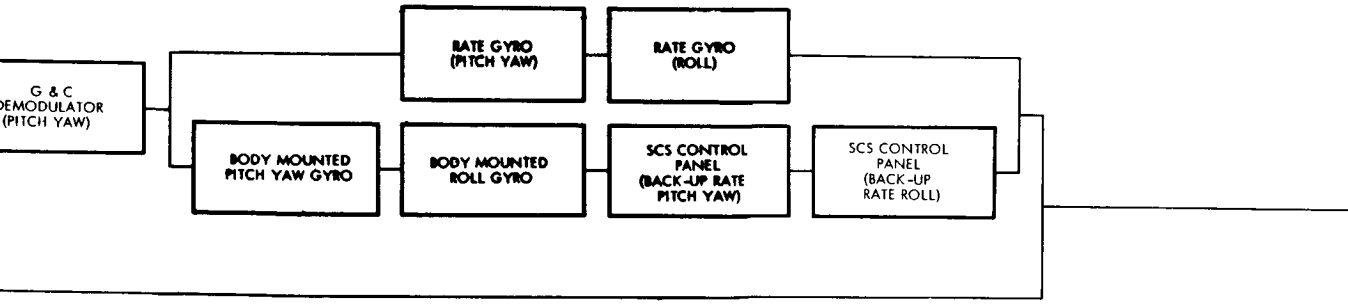 RATE GYRO
(PITCH YAW)
RATE GYRO
(ROLL)
G & C
DEMODULATOR
(PITCH YAW)
BODY MOUNTED
PITCH YAW GYRO
BODY MOUNTED
ROLL GYRO
SCS CONTROL
PANEL
(BACK-UP RATE
PITCH YAW)
SCS CONTROL
PANEL
(BACK-UP
RATE ROLL)